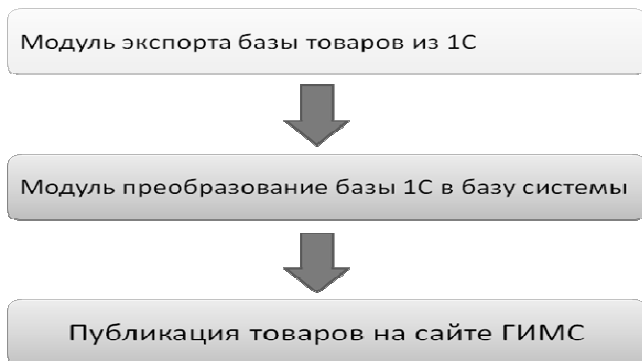 Модуль экспорта базы товаров из 1С
Модуль преобразование базы 1С в базу системы
Публикация товаров на сайте ГИМС